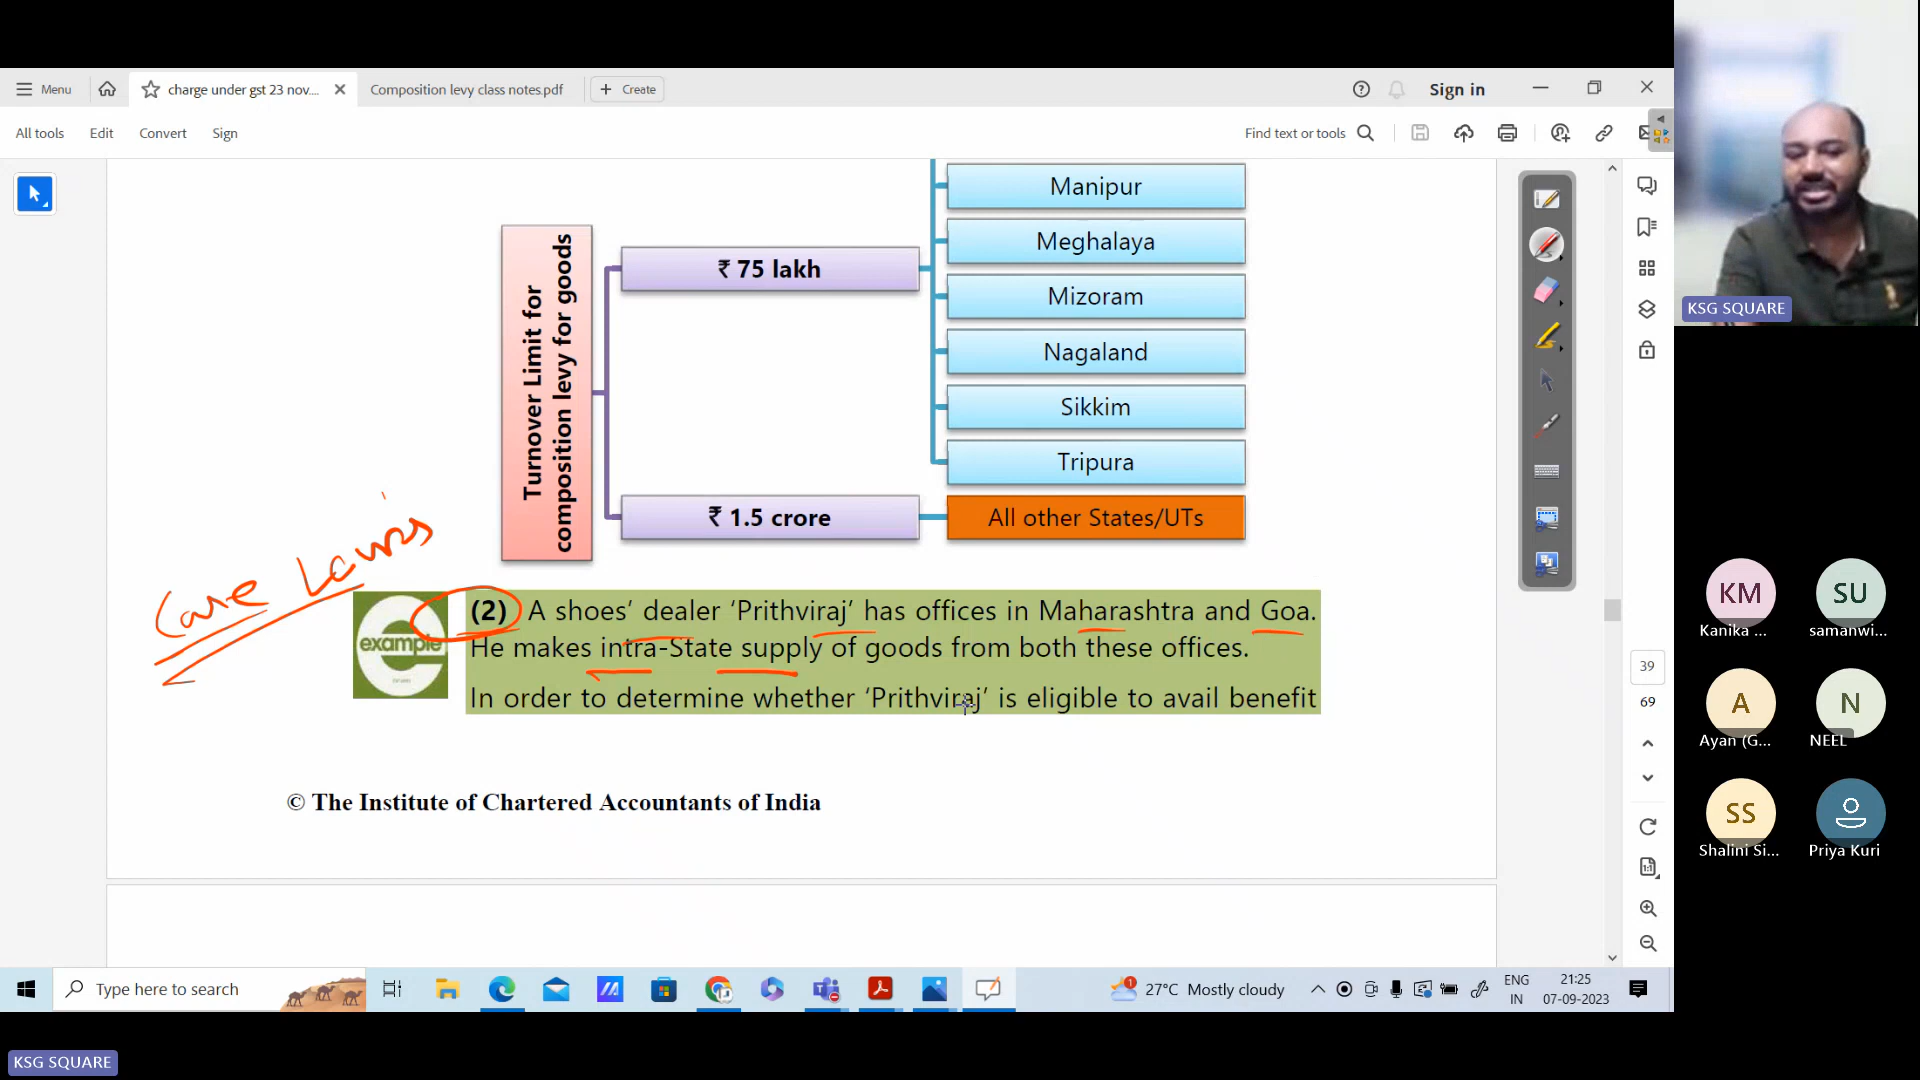 Menu
charge under gst 23 nov....
Composition levy class notes.pdf
Create
Sign in
All tools
Edit
Convert
Sign
Find text or tools
Turnover Limit for
composition levy for goods
₹ 75 lakh
₹ 1.5 crore
Manipur
Meghalaya
Mizoram
Nagaland
Sikkim
Tripura
All other States/UTs
example
(2) A shoes' dealer 'Prithviraj' has offices in Maharashtra and Goa.
He makes intra-State supply of goods from both these offices.
In order to determine whether 'Prithviraj' is eligible to avail benefit
© The Institute of Chartered Accountants of India
39
69
1:1
KSG SQUARE
KM
Kanika ...
SU
samanwi...
A
Ayan (G...
N
NEEL
SS
Shalini Si...
Priya Kuri
Type here to search
1
27°C Mostly cloudy
ENG
IN
21:25
07-09-2023
KSG SQUARE